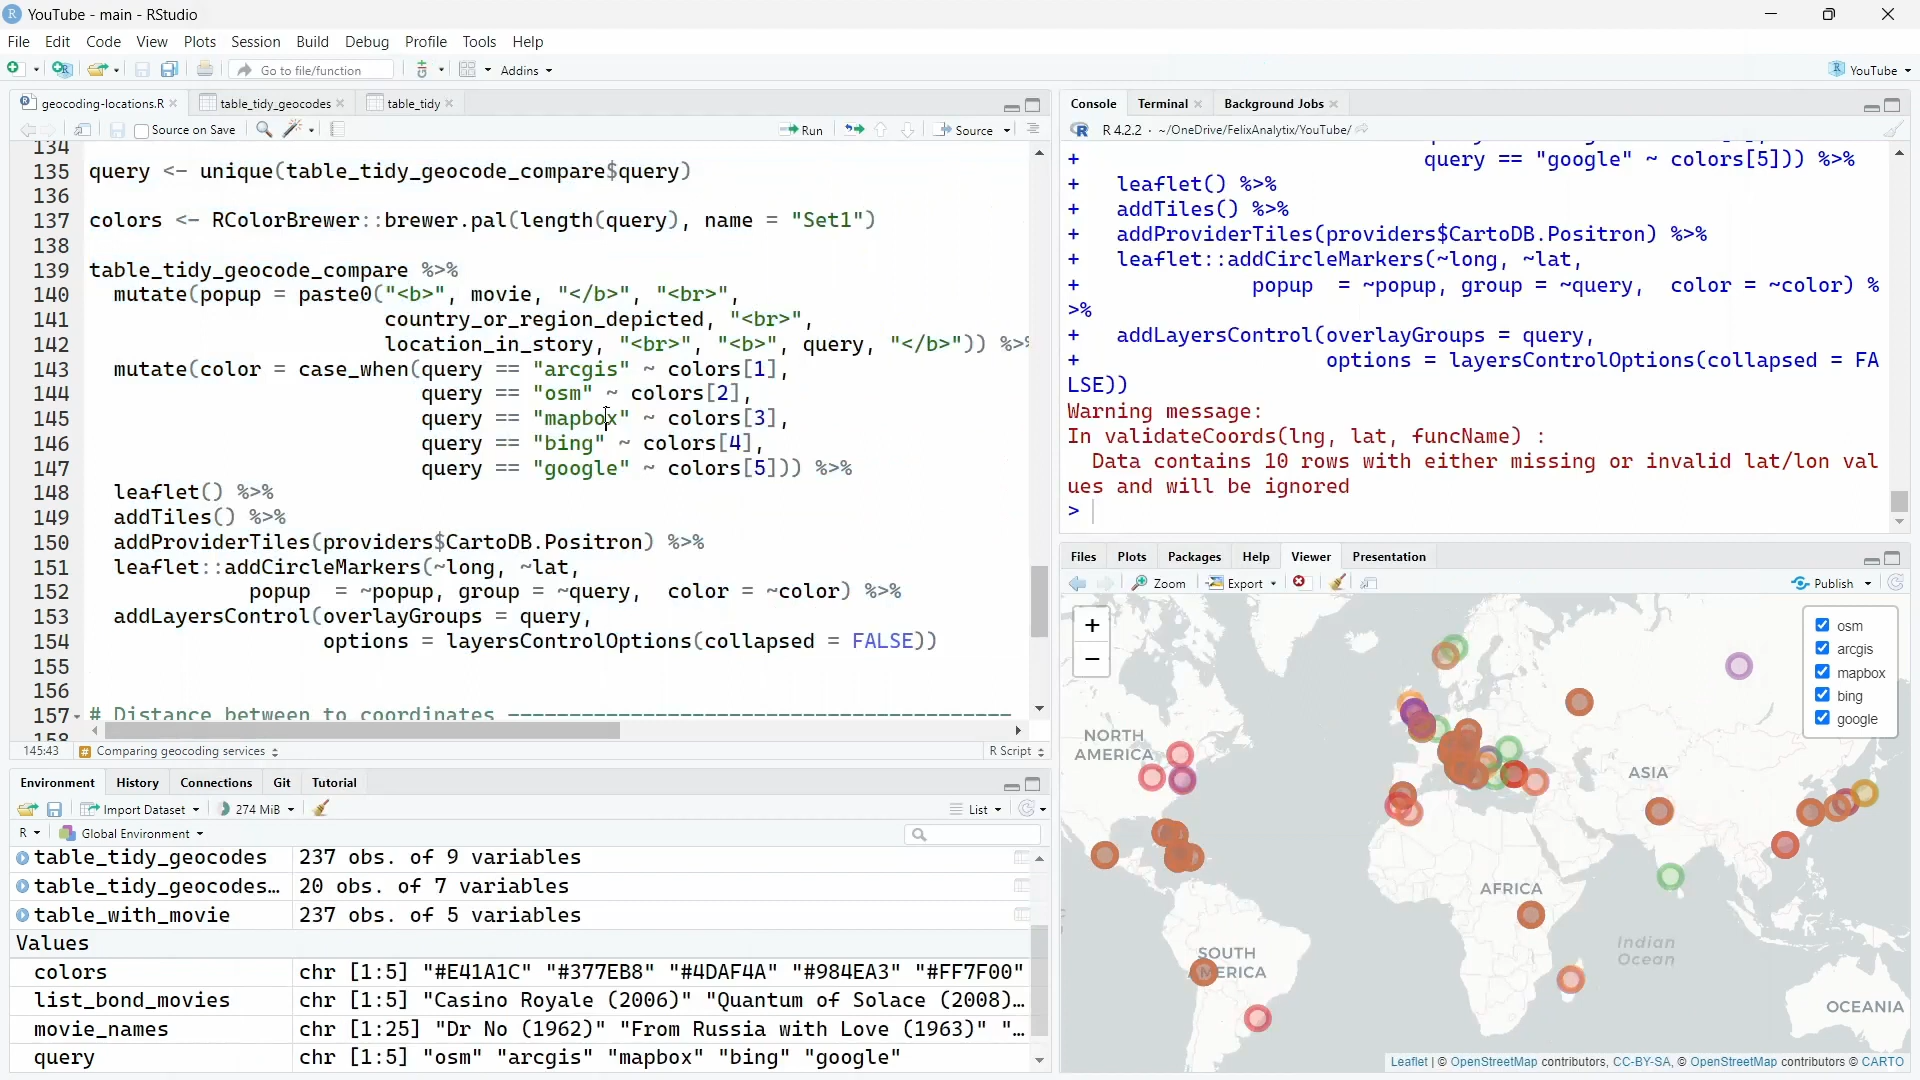 YouTube - main - RStudio
File Edit Code View Plots Session Build Debug Profile Tools Help
Go to file/function Addins YouTube
geocoding-locations.R table_tidy_geocodes table_tidy
Source on Save Run Source
134
135 query <- unique(table_tidy_geocode_compare$query)
136
137 colors <- RColorBrewer::brewer.pal(length(query), name = "Set1")
138
139 table_tidy_geocode_compare %>%
140 mutate(popup = paste0("<b>", movie, "</b>", "<br>",
141 country_or_region_depicted, "<br>",
142 location_in_story, "<br>", "<b>", query, "</b>")) %>%
143 mutate(color = case_when(query == "arcgis" ~ colors[1],
144 query == "osm" ~ colors[2],
145 query == "mapbox" ~ colors[3],
146 query == "bing" ~ colors[4],
147 query == "google" ~ colors[5])) %>%
148 leaflet() %>%
149 addTiles() %>%
150 addProviderTiles(providers$CartoDB.Positron) %>%
151 leaflet::addCircleMarkers(~long, ~lat,
152 popup = ~popup, group = ~query, color = ~color) %>%
153 addLayersControl(overlayGroups = query,
154 options = layersControlOptions(collapsed = FALSE))
155
156
157 # Distance between to coordinates
158
145:43 # Comparing geocoding services R Script
Environment History Connections Git Tutorial
Import Dataset 274 MiB List
R Global Environment
table_tidy_geocodes 237 obs. of 9 variables
table_tidy_geocodes… 20 obs. of 7 variables
table_with_movie 237 obs. of 5 variables
Values
colors chr [1:5] "#E41A1C" "#377EB8" "#4DAF4A" "#984EA3" "#FF7F00"
list_bond_movies chr [1:5] "Casino Royale (2006)" "Quantum of Solace (2008)…
movie_names chr [1:25] "Dr No (1962)" "From Russia with Love (1963)" "…
query chr [1:5] "osm" "arcgis" "mapbox" "bing" "google"
Console Terminal Background Jobs
R 4.2.2 · ~/OneDrive/FelixAnalytix/YouTube/
+ query == "google" ~ colors[5])) %>%
+ leaflet() %>%
+ addTiles() %>%
+ addProviderTiles(providers$CartoDB.Positron) %>%
+ leaflet::addCircleMarkers(~long, ~lat,
+ popup = ~popup, group = ~query, color = ~color) %
>%
+ addLayersControl(overlayGroups = query,
+ options = layersControlOptions(collapsed = FA
LSE))
Warning message:
In validateCoords(lng, lat, funcName) :
Data contains 10 rows with either missing or invalid lat/lon val
ues and will be ignored
>
Files Plots Packages Help Viewer Presentation
Zoom Export Publish
+
−
osm
arcgis
mapbox
bing
google
NORTH
AMERICA
ASIA
AFRICA
SOUTH
AMERICA
Indian
Ocean
OCEANIA
Leaflet | © OpenStreetMap contributors, CC-BY-SA, © OpenStreetMap contributors © CARTO